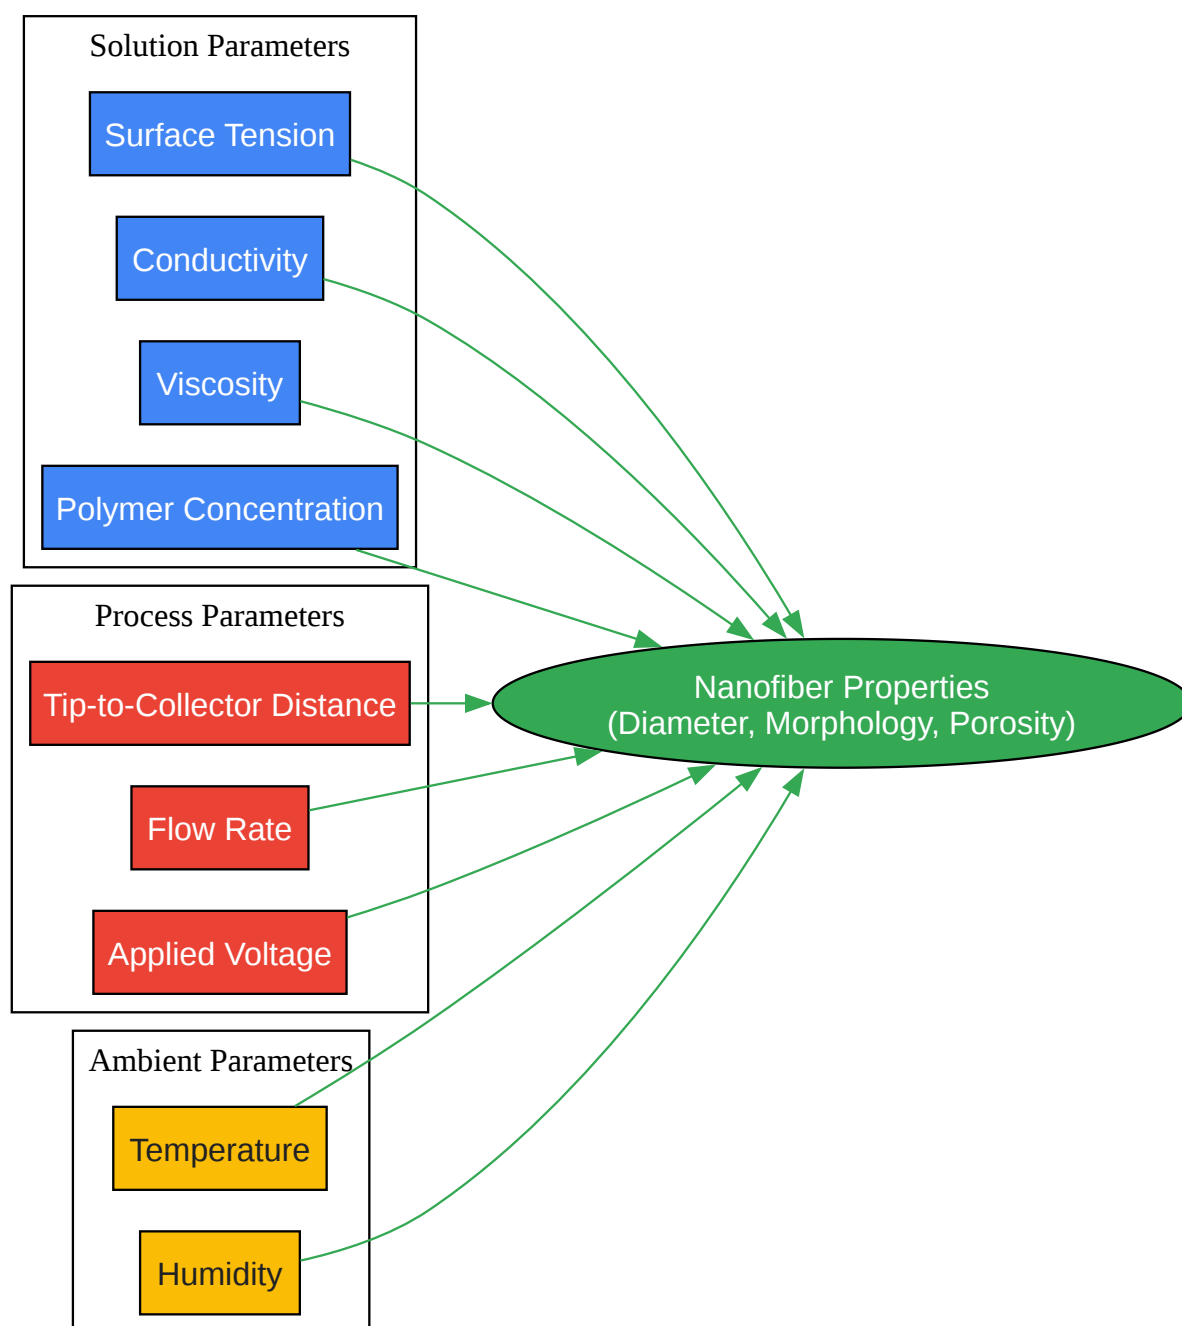 Solution Parameters
Surface Tension
Conductivity
Viscosity
Polymer Concentration
Process Parameters
Tip-to-Collector Distance
Flow Rate
Applied Voltage
Ambient Parameters
Temperature
Humidity
Nanofiber Properties
(Diameter, Morphology, Porosity)